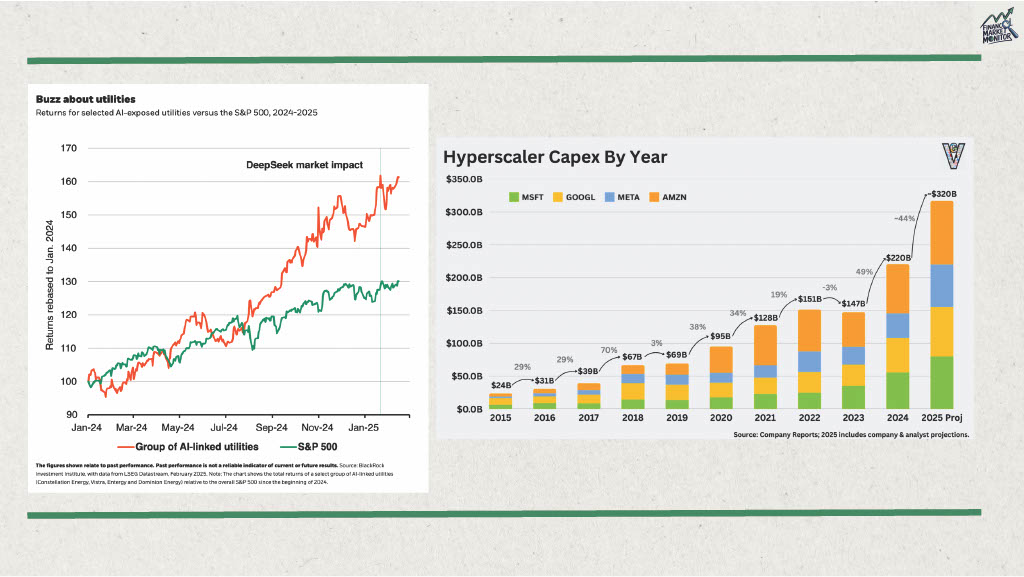 FINANCIAL
MARKET
MONITOR
Buzz about utilities
Returns for selected AI-exposed utilities versus the S&P 500, 2024-2025
170
160
150
140
130
120
110
100
90
Returns rebased to Jan. 2024
DeepSeek market impact
Jan-24 Mar-24 May-24 Jul-24 Sep-24 Nov-24 Jan-25
Group of AI-linked utilities S&P 500
The figures shown relate to past performance. Past performance is not a reliable indicator of current or future results. Source: BlackRock
Investment Institute, with data from LSEG Datastream, February 2025. Note: The chart shows the total returns of a select group of AI-linked utilities
(Constellation Energy, Vistra, Entergy and Dominion Energy) relative to the overall S&P 500 since the beginning of 2024.
Hyperscaler Capex By Year
$350.0B
$300.0B
$250.0B
$200.0B
$150.0B
$100.0B
$50.0B
$0.0B
MSFT GOOGL META AMZN
$24B
29%
$31B
29%
$39B
70%
$67B
3%
$69B
38%
$95B
34%
$128B
19%
$151B
-3%
$147B
49%
$220B
~44%
~$320B
2015 2016 2017 2018 2019 2020 2021 2022 2023 2024 2025 Proj
Source: Company Reports; 2025 includes company & analyst projections.